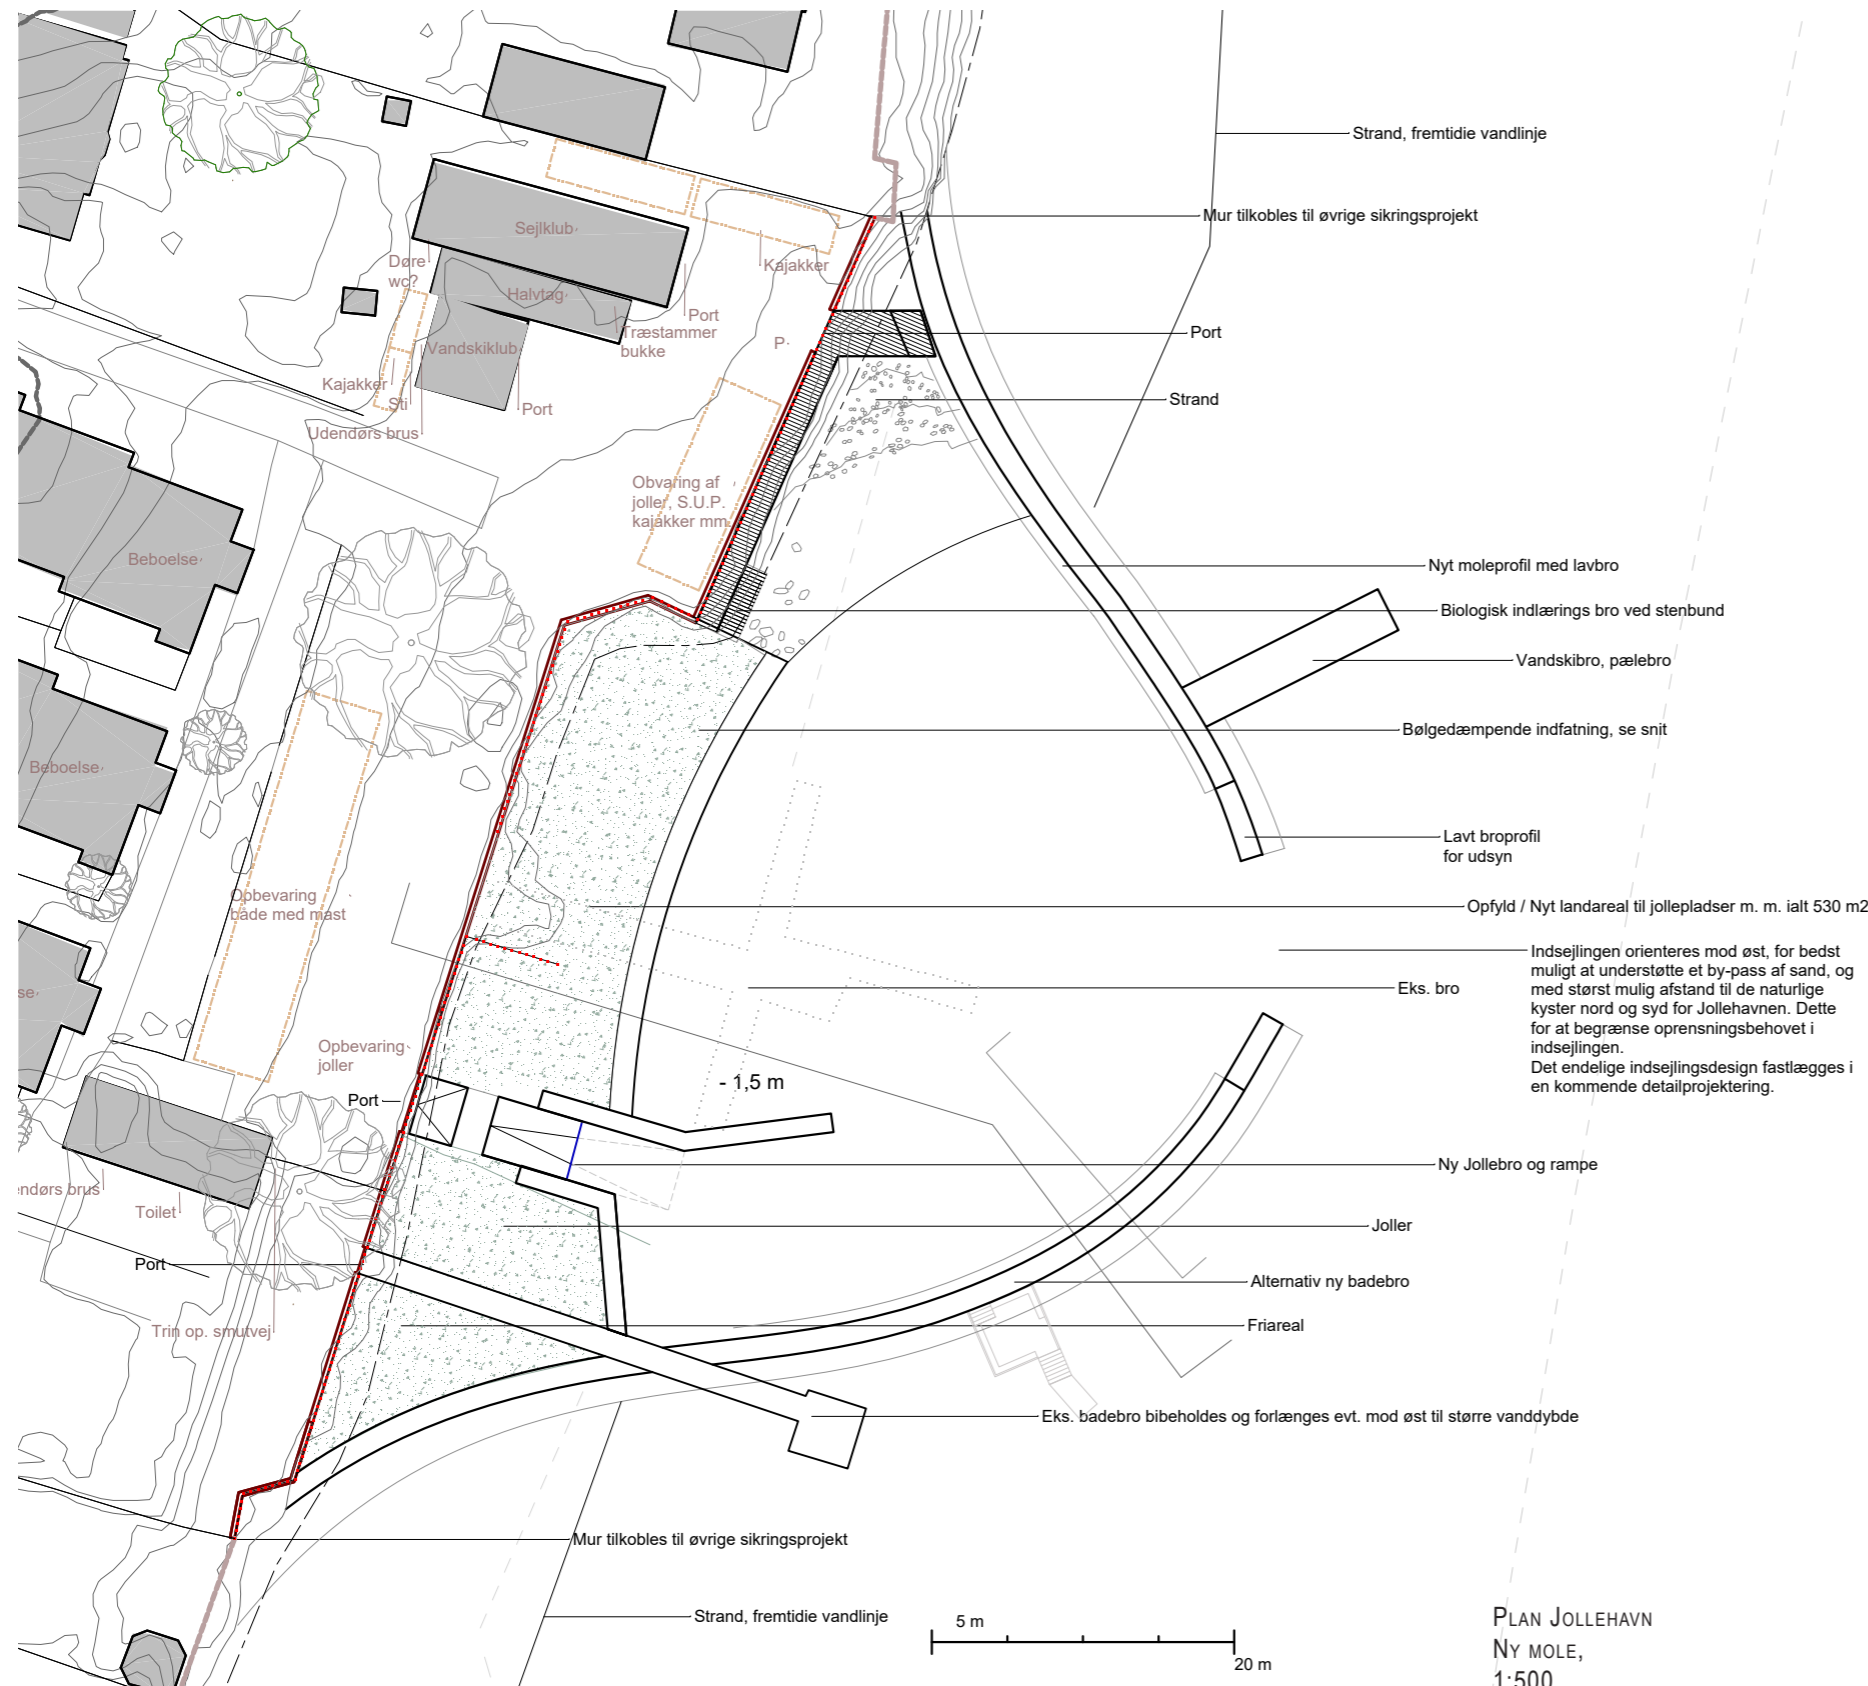 Strand, fremtidie vandlinje
Mur tilkobles til øvrige sikringsprojekt
Sejlklub
Døre
wc?
Kajakker
Halvtag
Port
Træstammer
bukke
P
Port
Vandskiklub
Kajakker
Sti
Port
Strand
Udendørs brus
Obvaring af
joller, S.U.P.
kajakker mm
Beboelse
Nyt moleprofil med lavbro
Biologisk indlærings bro ved stenbund
Vandskibro, pælebro
Bølgedæmpende indfatning, se snit
Beboelse
Lavt broprofil
for udsyn
Opbevaring
både med mast
Opfyld / Nyt landareal til jollepladser m. m. ialt 530 m2
Indsejlingen orienteres mod øst, for bedst
muligt at understøtte et by-pass af sand, og
med størst mulig afstand til de naturlige
kyster nord og syd for Jollehavnen. Dette
for at begrænse oprensningsbehovet i
indsejlingen.
Det endelige indsejlingsdesign fastlægges i
en kommende detailprojektering.
se
Eks. bro
Opbevaring
joller
- 1,5 m
Port
Ny Jollebro og rampe
endørs brus
Toilet
Joller
Port
Alternativ ny badebro
Trin op. smutvej
Friareal
Eks. badebro bibeholdes og forlænges evt. mod øst til større vanddybde
Mur tilkobles til øvrige sikringsprojekt
Strand, fremtidie vandlinje
5 m
20 m
PLAN JOLLEHAVN
NY MOLE,
1:500